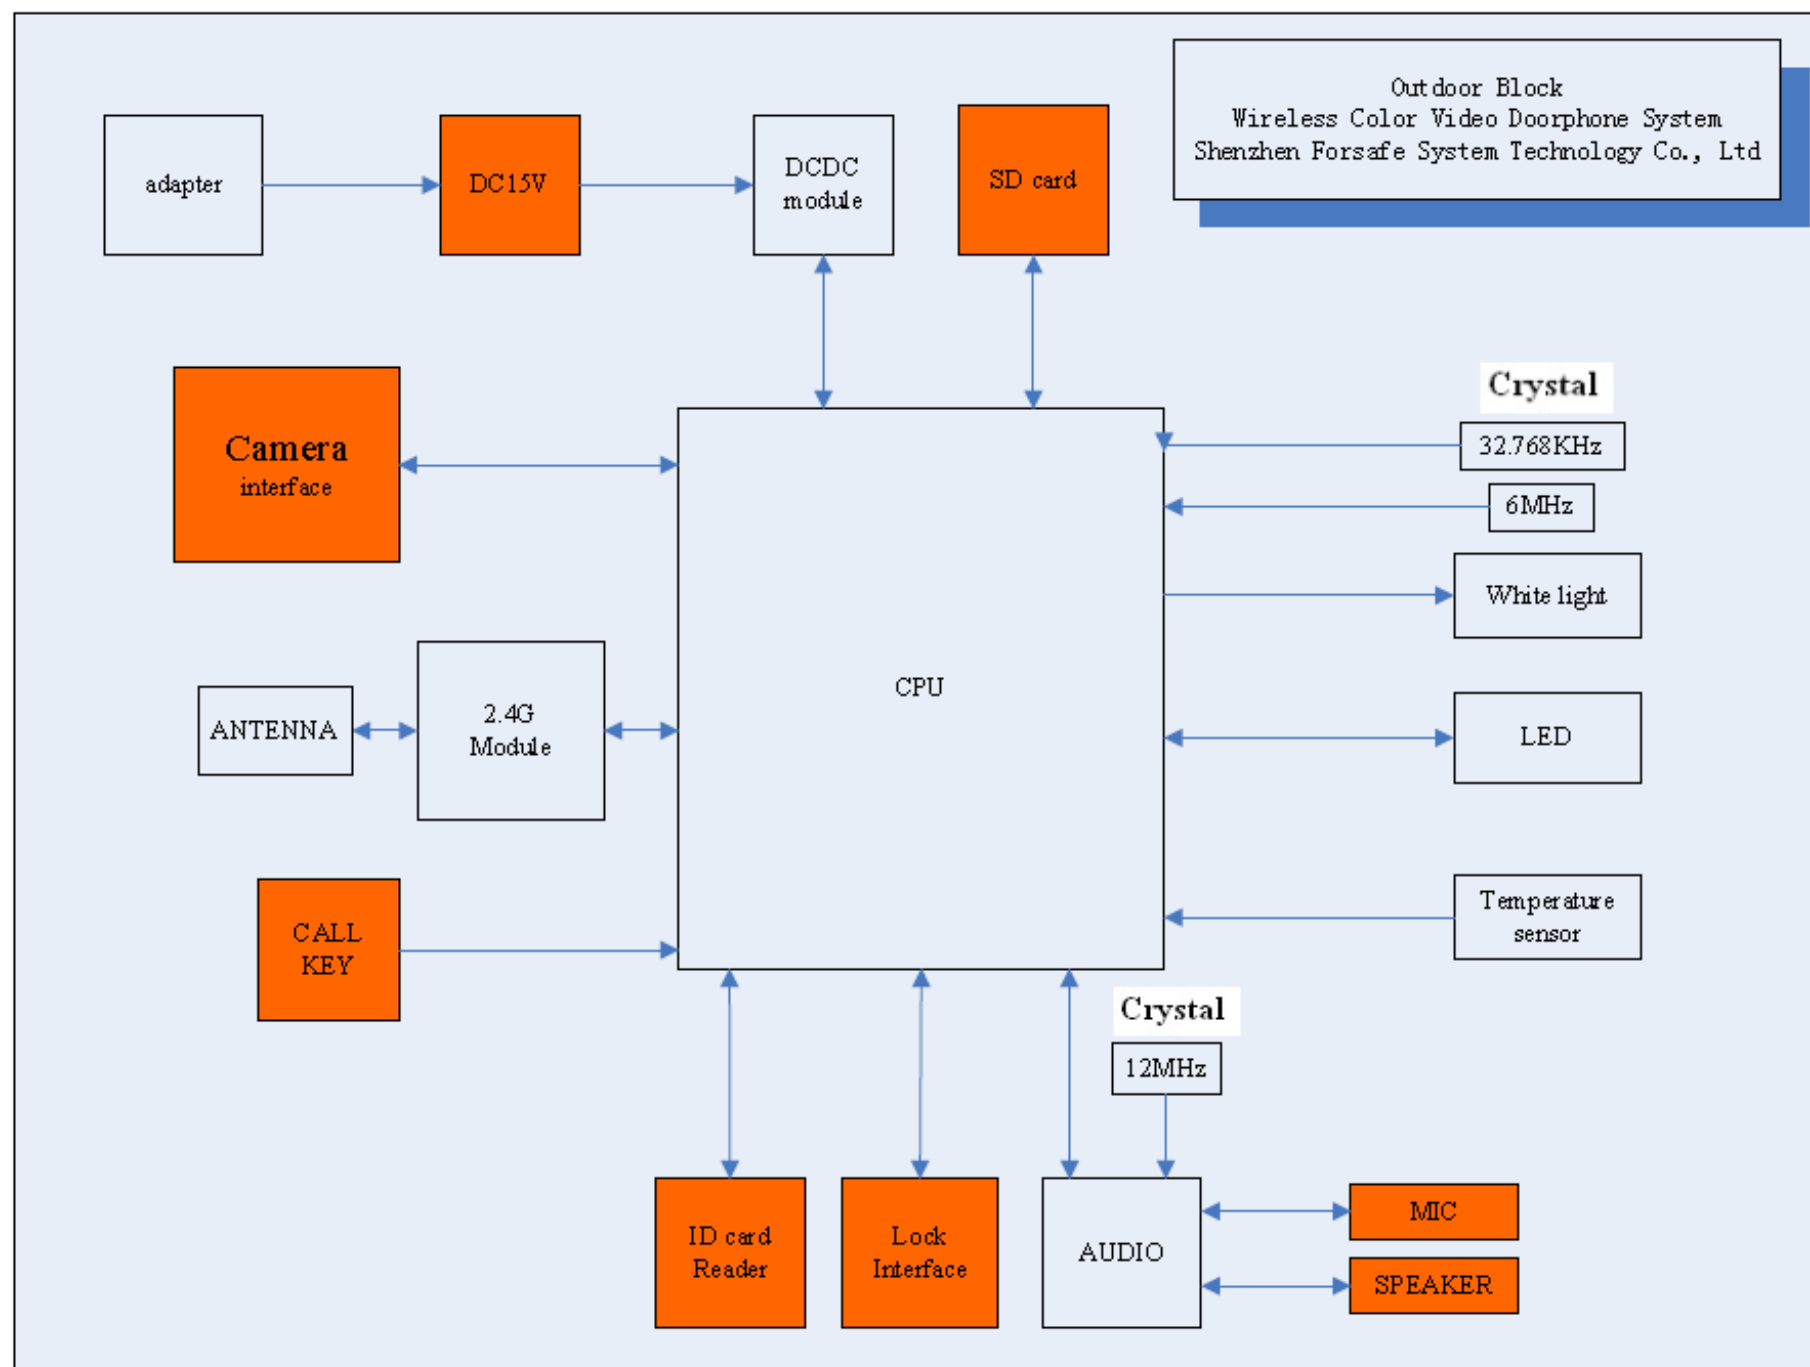 Outdoor Block
Wireless Color Video Doorphone System
Shenzhen Forsafe System Technology Co., Ltd
adapter
DC15V
DCDC
module
SD card
Camera
interface
Crystal
32.768KHz
6MHz
White light
CPU
ANTENNA
2.4G
Module
LED
CALL
KEY
Temperature
sensor
Crystal
12MHz
ID card
Reader
Lock
Interface
AUDIO
MIC
SPEAKER